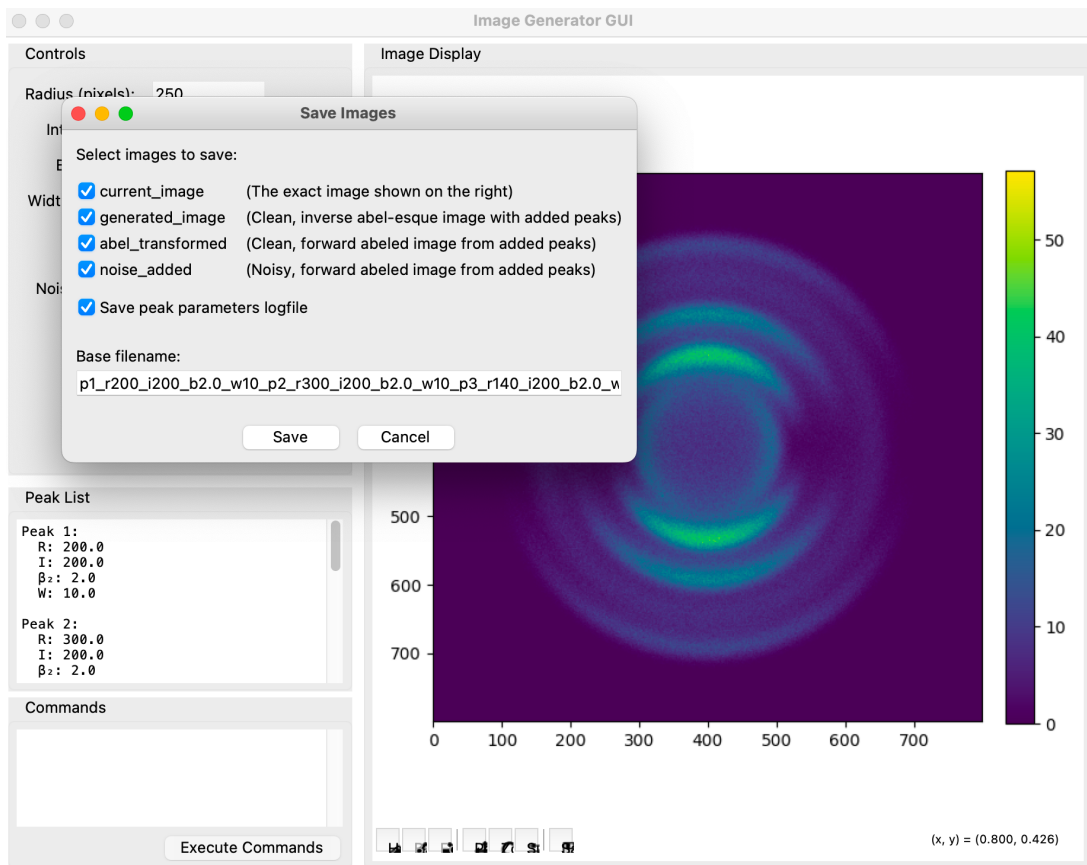 Image Generator GUI
Controls
Image Display
Radius (pixels): 250
Save Images
Select images to save:
current_image (The exact image shown on the right)
generated_image (Clean, inverse abel-esque image with added peaks)
abel_transformed (Clean, forward abeled image from added peaks)
noise_added (Noisy, forward abeled image from added peaks)
Save peak parameters logfile
Base filename:
p1_r200_i200_b2.0_w10_p2_r300_i200_b2.0_w10_p3_r140_i200_b2.0_w
Save Cancel
Peak List
Peak 1:
R: 200.0
I: 200.0
β₂: 2.0
W: 10.0
Peak 2:
R: 300.0
I: 200.0
β₂: 2.0
Commands
Execute Commands
500
600
700
0 100 200 300 400 500 600 700
50
40
30
20
10
0
(x, y) = (0.800, 0.426)